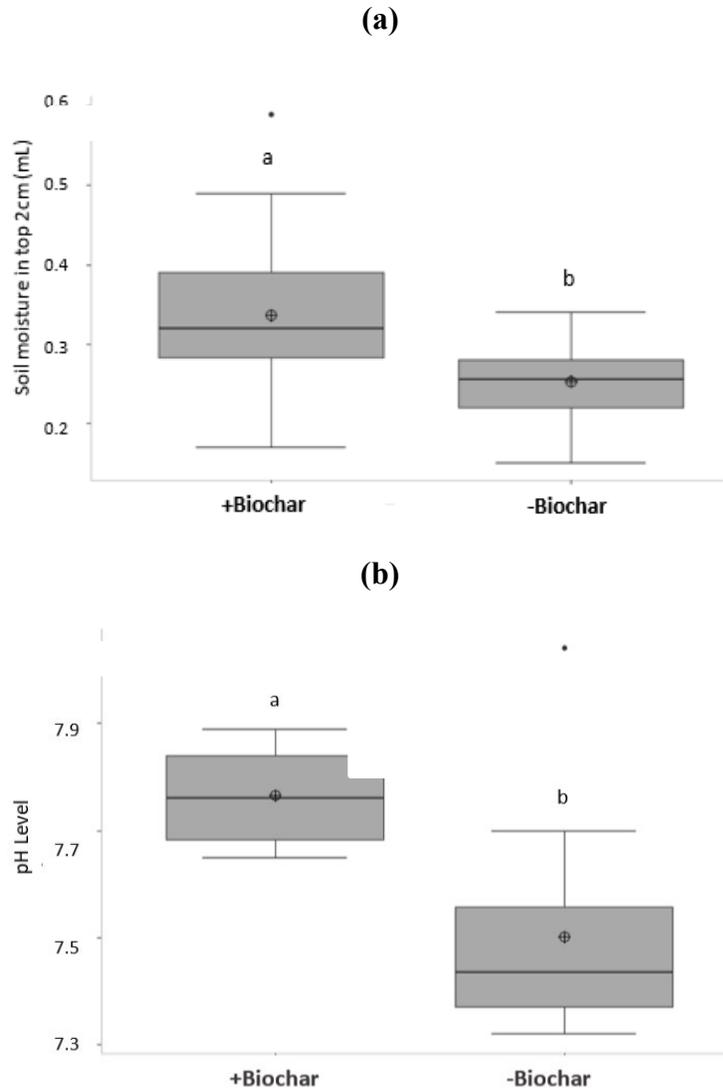 (a)
Soil moisture in top 2cm (mL)
0.6
0.5
0.4
0.3
0.2
a
b
+Biochar
-Biochar
(b)
pH Level
7.9
7.7
7.5
7.3
a
b
+Biochar
-Biochar